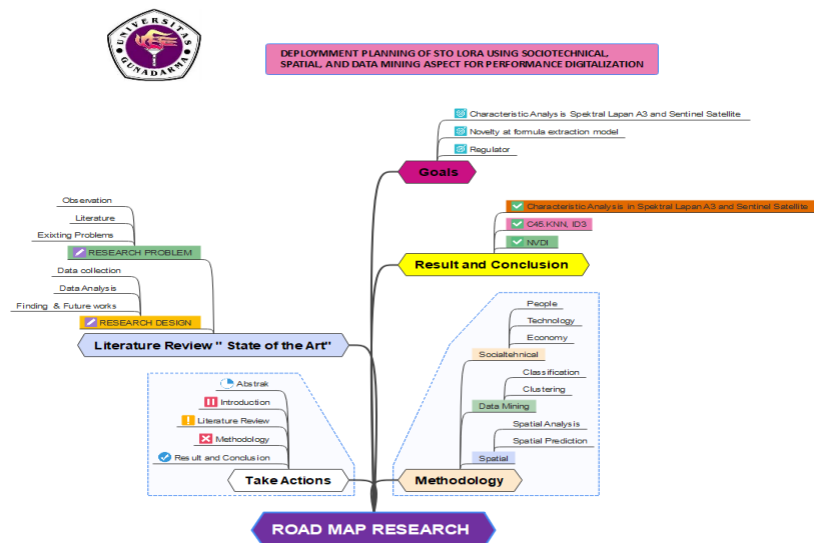 UNIVERSITAS
GUNADARMA
DEPLOYMMENT PLANING OF STO LORA USING SOCIOTECHNICAL,
SPATIAL, AND DATA MINING ASPECT FOR PERFORMANCE DIGITALIZATION
Characteristic Analysis Spektral Lapan A3 and Sentinel Satellite
Novelty at formula extraction model
Regulator
Goals
Characteristic Analysis in Spektral Lapan A3 and Sentinel Satellite
C45.KNN, ID3
NVDI
Result and Conclusion
Observation
Literature
Exixting Problems
RESEARCH PROBLEM
Data collection
Data Analysis
Finding & Future works
RESEARCH DESIGN
Literature Review " State of the Art"
People
Technology
Economy
Socialtehnical
Classification
Clustering
Data Mining
Spatial Analysis
Spatial Prediction
Spatial
Methodology
Abstrak
Introduction
Literature Review
Methodology
Result and Conclusion
Take Actions
ROAD MAP RESEARCH